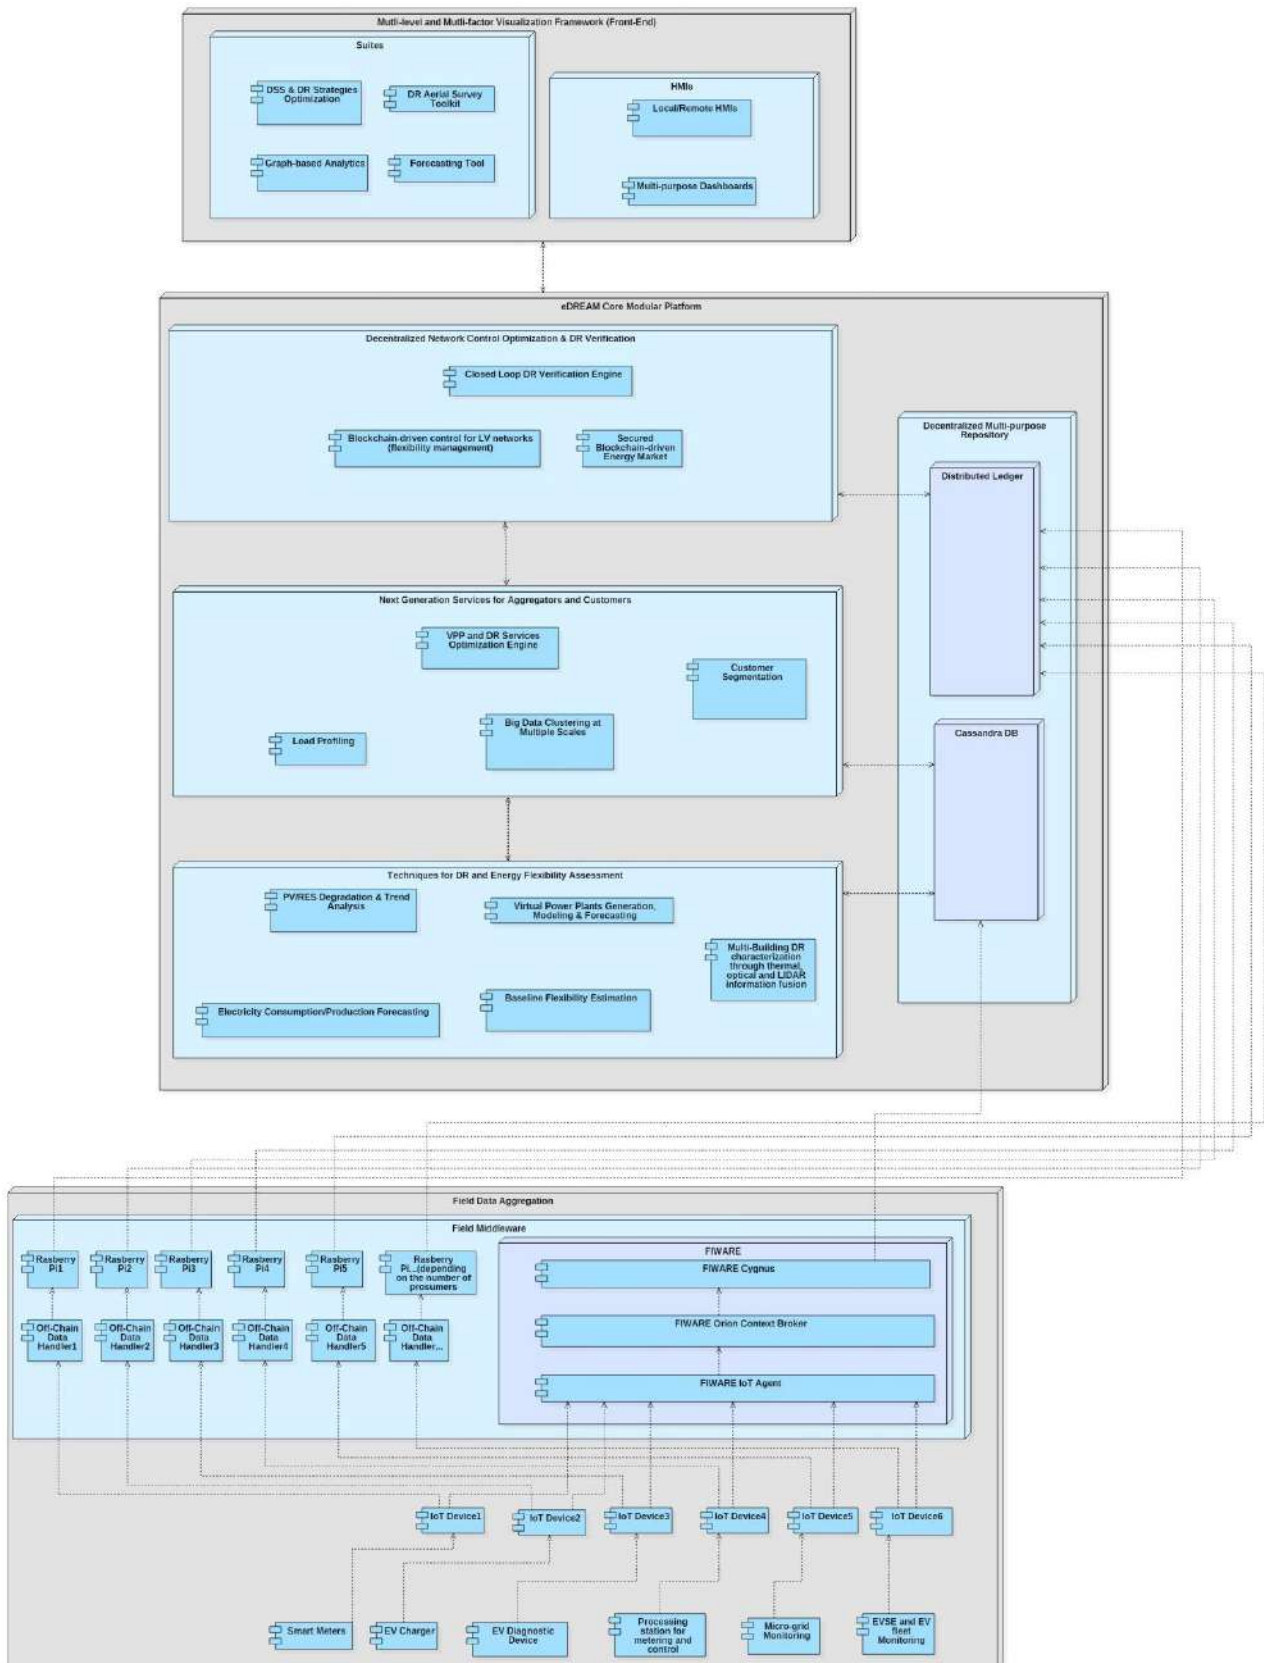 Mutli-level and Mutli-factor Visualization Framework (Front-End)
Suites
DSS & DR Strategies
Optimization
DR Aerial Survey
Toolkit
Graph-based Analytics
Forecasting Tool
HMIs
Local/Remote HMIs
Multi-purpose Dashboards
eDREAM Core Modular Platform
Decentralized Network Control Optimization & DR Verification
Closed Loop DR Verification Engine
Blockchain-driven control for LV networks
(flexibility management)
Secured
Blockchain-driven
Energy Market
Decentralized Multi-purpose
Repository
Distributed Ledger
Next Generation Services for Aggregators and Customers
VPP and DR Services
Optimization Engine
Customer
Segmentation
Big Data Clustering at
Multiple Scales
Load Profiling
Cassandra DB
Techniques for DR and Energy Flexibility Assessment
PV/RES Degradation & Trend
Analysis
Virtual Power Plants Generation,
Modeling & Forecasting
Multi-Building DR
characterization
through thermal,
optical and LIDAR
information fusion
Electricity Consumption/Production Forecasting
Baseline Flexibility Estimation
Field Data Aggregation
Field Middleware
Rasberry
Pi1
Rasberry
Pi2
Rasberry
Pi3
Rasberry
Pi4
Rasberry
Pi5
Rasberry
Pi...(depending
on the number of
prosumers
Off-Chain
Data
Handler1
Off-Chain
Data
Handler2
Off-Chain
Data
Handler3
Off-Chain
Data
Handler4
Off-Chain
Data
Handler5
Off-Chain
Data
Handler...
FIWARE
FIWARE Cygnus
FIWARE Orion Context Broker
FIWARE IoT Agent
IoT Device1
IoT Device2
IoT Device3
IoT Device4
IoT Device5
IoT Device6
Smart Meters
EV Charger
EV Diagnostic
Device
Processing
station for
metering and
control
Micro-grid
Monitoring
EVSE and EV
fleet
Monitoring